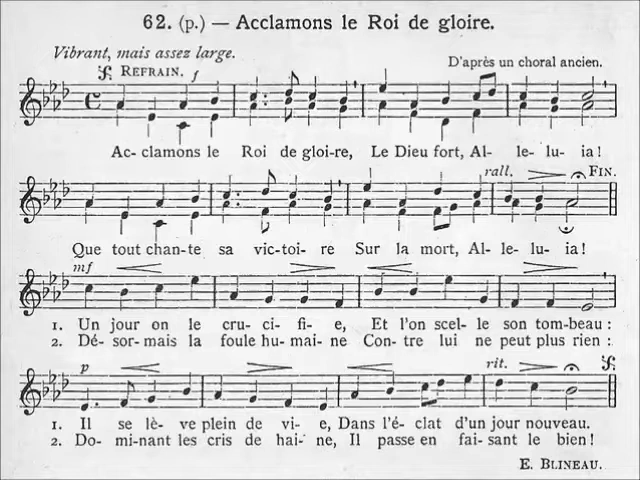 62. (p.) — Acclamons le Roi de gloire.
Vibrant, mais assez large.
D'après un choral ancien.
REFRAIN. f
Ac- clamons le Roi de gloi-re, Le Dieu fort, Al- le- lu- ia !
rall. FIN.
Que tout chan-te sa vic-toi- re Sur la mort, Al- le- lu- ia !
mf
1. Un jour on le cru- ci- fi- e, Et l'on scel- le son tom-beau :
2. Dé-sor-mais la foule hu-mai-ne Con-tre lui ne peut plus rien :
p rit.
1. Il se lè-ve plein de vi- e, Dans l'é- clat d'un jour nouveau.
2. Do-mi-nant les cris de hai-ne, Il passe en fai-sant le bien !
E. BLINEAU.